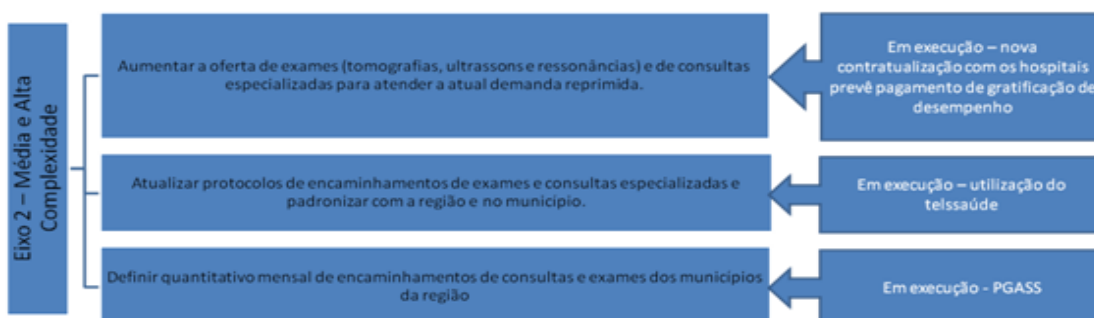 Eixo 2 – Média e Alta
Complexidade
Aumentar a oferta de exames (tomografias, ultrassons e ressonâncias) e de consultas
especializadas para atender a atual demanda reprimida.
Em execução – nova
contratualização com os hospitais
prevê pagamento de gratificação de
desempenho
Atualizar protocolos de encaminhamentos de exames e consultas especializadas e
padronizar com a região e no município.
Em execução – utilização do
telssaúde
Definir quantitativo mensal de encaminhamentos de consultas e exames dos municípios
da região
Em execução - PGASS